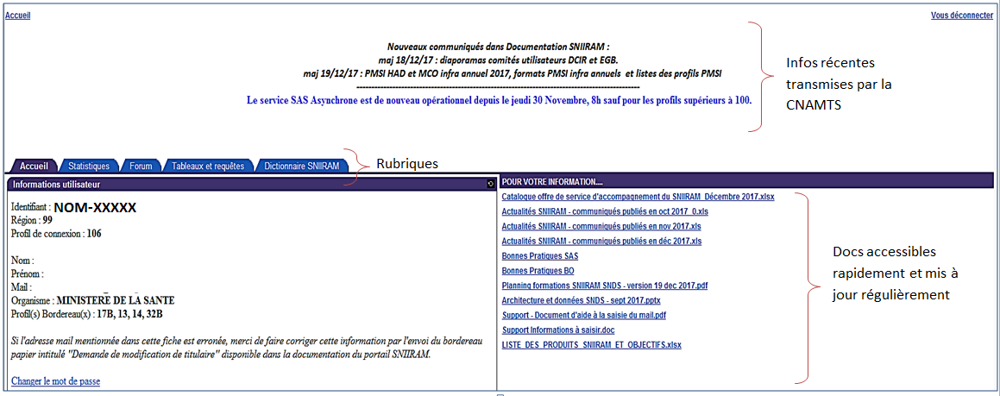 Accueil
Vous déconnecter
Nouveaux communiqués dans Documentation SNIIRAM :
maj 18/12/17 : diaporamas comités utilisateurs DCIR et EGB.
maj 19/12/17 : PMSI HAD et MCO infra annuel 2017, formats PMSI infra annuels et listes des profils PMSI
Le service SAS Asynchrone est de nouveau opérationnel depuis le jeudi 30 Novembre, 8h sauf pour les profils supérieurs à 100.
Infos récentes
transmises par la
CNAMTS
Accueil Statistiques Forum Tableaux et requêtes Dictionnaire SNIIRAM
Rubriques
Informations utilisateur
Identifiant : NOM-XXXXX
Région : 99
Profil de connexion : 106
Nom :
Prénom :
Mail :
Organisme : MINISTERE DE LA SANTE
Profil(s) Bordereau(x) : 17B, 13, 14, 32B
Si l'adresse mail mentionnée dans cette fiche est erronée, merci de faire corriger cette information par l'envoi du bordereau
papier intitulé "Demande de modification de titulaire" disponible dans la documentation du portail SNIIRAM.
Changer le mot de passe
POUR VOTRE INFORMATION....
Catalogue offre de service d'accompagnement du SNIIRAM_Décembre 2017.xlsx
Actualités SNIIRAM - communiqués publiés en oct 2017_0.xls
Actualités SNIIRAM - communiqués publiés en nov 2017.xls
Actualités SNIIRAM - communiqués publiés en déc 2017.xls
Bonnes Pratiques SAS
Bonnes Pratiques BO
Planning formations SNIIRAM SNDS - version 19 dec 2017.pdf
Architecture et données SNDS - sept 2017.pptx
Support - Document d'aide à la saisie du mail.pdf
Support Informations à saisir.doc
LISTE_DES_PRODUITS_SNIIRAM_ET_OBJECTIFS.xlsx
Docs accessibles
rapidement et mis à
jour régulièrement